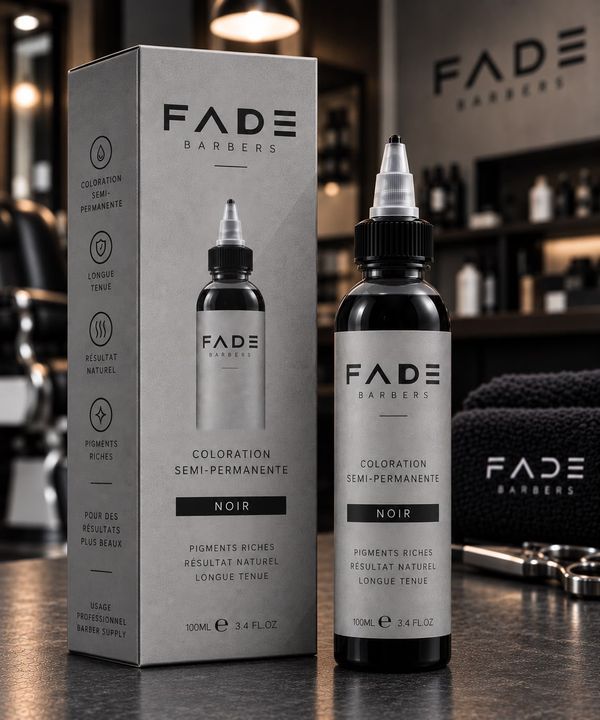 FADE
BARBERS
COLORATION
SEMI-
PERMANENTE
LONGUE
TENUE
RÉSULTAT
NATUREL
PIGMENTS
RICHES
POUR DES
RÉSULTATS
PLUS BEAUX
USAGE
PROFESSIONNEL
BARBER SUPPLY
FADE
BARBERS
FADE
BARBERS
COLORATION
SEMI-PERMANENTE
NOIR
PIGMENTS RICHES
RÉSULTAT NATUREL
LONGUE TENUE
100ML e 3.4 FL.OZ
FADE
BARBERS
COLORATION
SEMI-PERMANENTE
NOIR
PIGMENTS RICHES
RÉSULTAT NATUREL
LONGUE TENUE
100ML e 3.4 FL.OZ
FADE
BARBERS